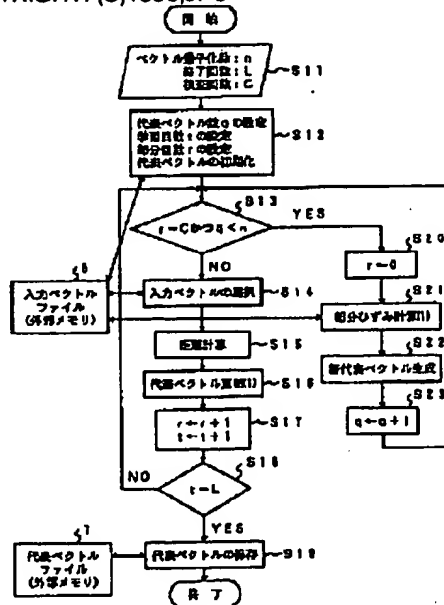 開 始
ベクトル量子化数：n
終了回数：L
検証回数：C
S11
代表ベクトル数qの設定
学習回数tの設定
部分回数rの設定
代表ベクトルの初期化
S12
S13
r=Cかつq<n
YES
NO
S20
r←0
6
入力ベクトル
ファイル
(外部メモリ)
入力ベクトルの選択
S14
S21
部分ひずみ計算(1)
距離計算
S15
S22
新代表ベクトル生成
代表ベクトル更新(1)
S16
S23
q←q+1
r←r+1
t←t+1
S17
S18
NO
t=L
YES
7
代表ベクトル
ファイル
(外部メモリ)
代表ベクトルの保存
S19
終 了